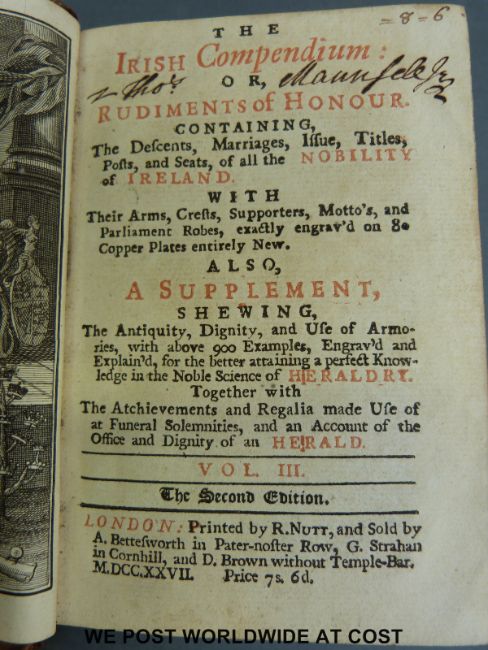 = 8 = 6
THE
IRISH Compendium:
OR,
Thos. Maunsell Jr
RUDIMENTS of HONOUR.
CONTAINING,
The Deſcents, Marriages, Iſſue, Titles,
Poſts, and Seats, of all the NOBILITY
of IRELAND.
WITH
Their Arms, Creſts, Supporters, Motto's, and
Parliament Robes, exactly engrav'd on 80
Copper Plates entirely New.
ALSO,
A SUPPLEMENT,
SHEWING,
The Antiquity, Dignity, and Uſe of Armo-
ries, with above 900 Examples, Engrav'd and
Explain'd, for the better attaining a perfect Know-
ledge in the Noble Science of HERALDRY.
Together with
The Atchievements and Regalia made Uſe of
at Funeral Solemnities, and an Account of the
Office and Dignity of an HERALD.
VOL. III.
The Second Edition.
LONDON: Printed by R. NUTT, and Sold by
A. Betteſworth in Pater-noſter Row, G. Strahan
in Cornhill, and D. Brown without Temple-Bar.
M.DCC.XXVII. Price 7s. 6d.
WE POST WORLDWIDE AT COST